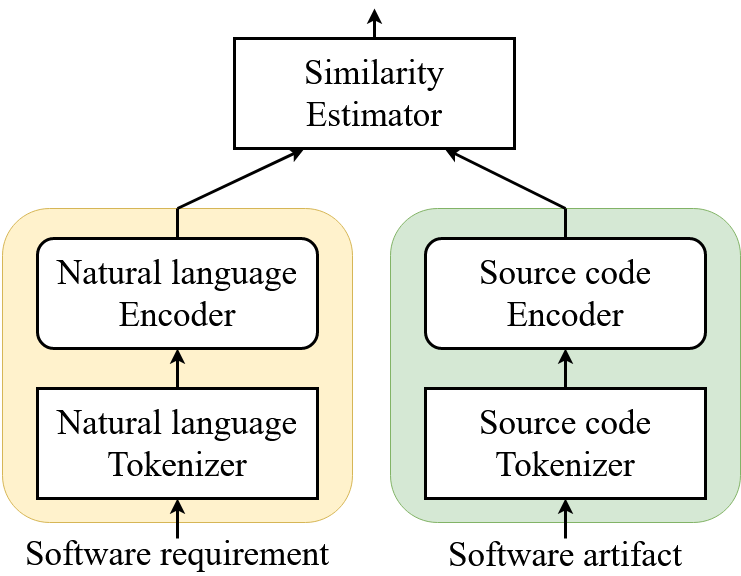 Similarity
Estimator
Natural language
Encoder
Source code
Encoder
Natural language
Tokenizer
Source code
Tokenizer
Software requirement
Software artifact